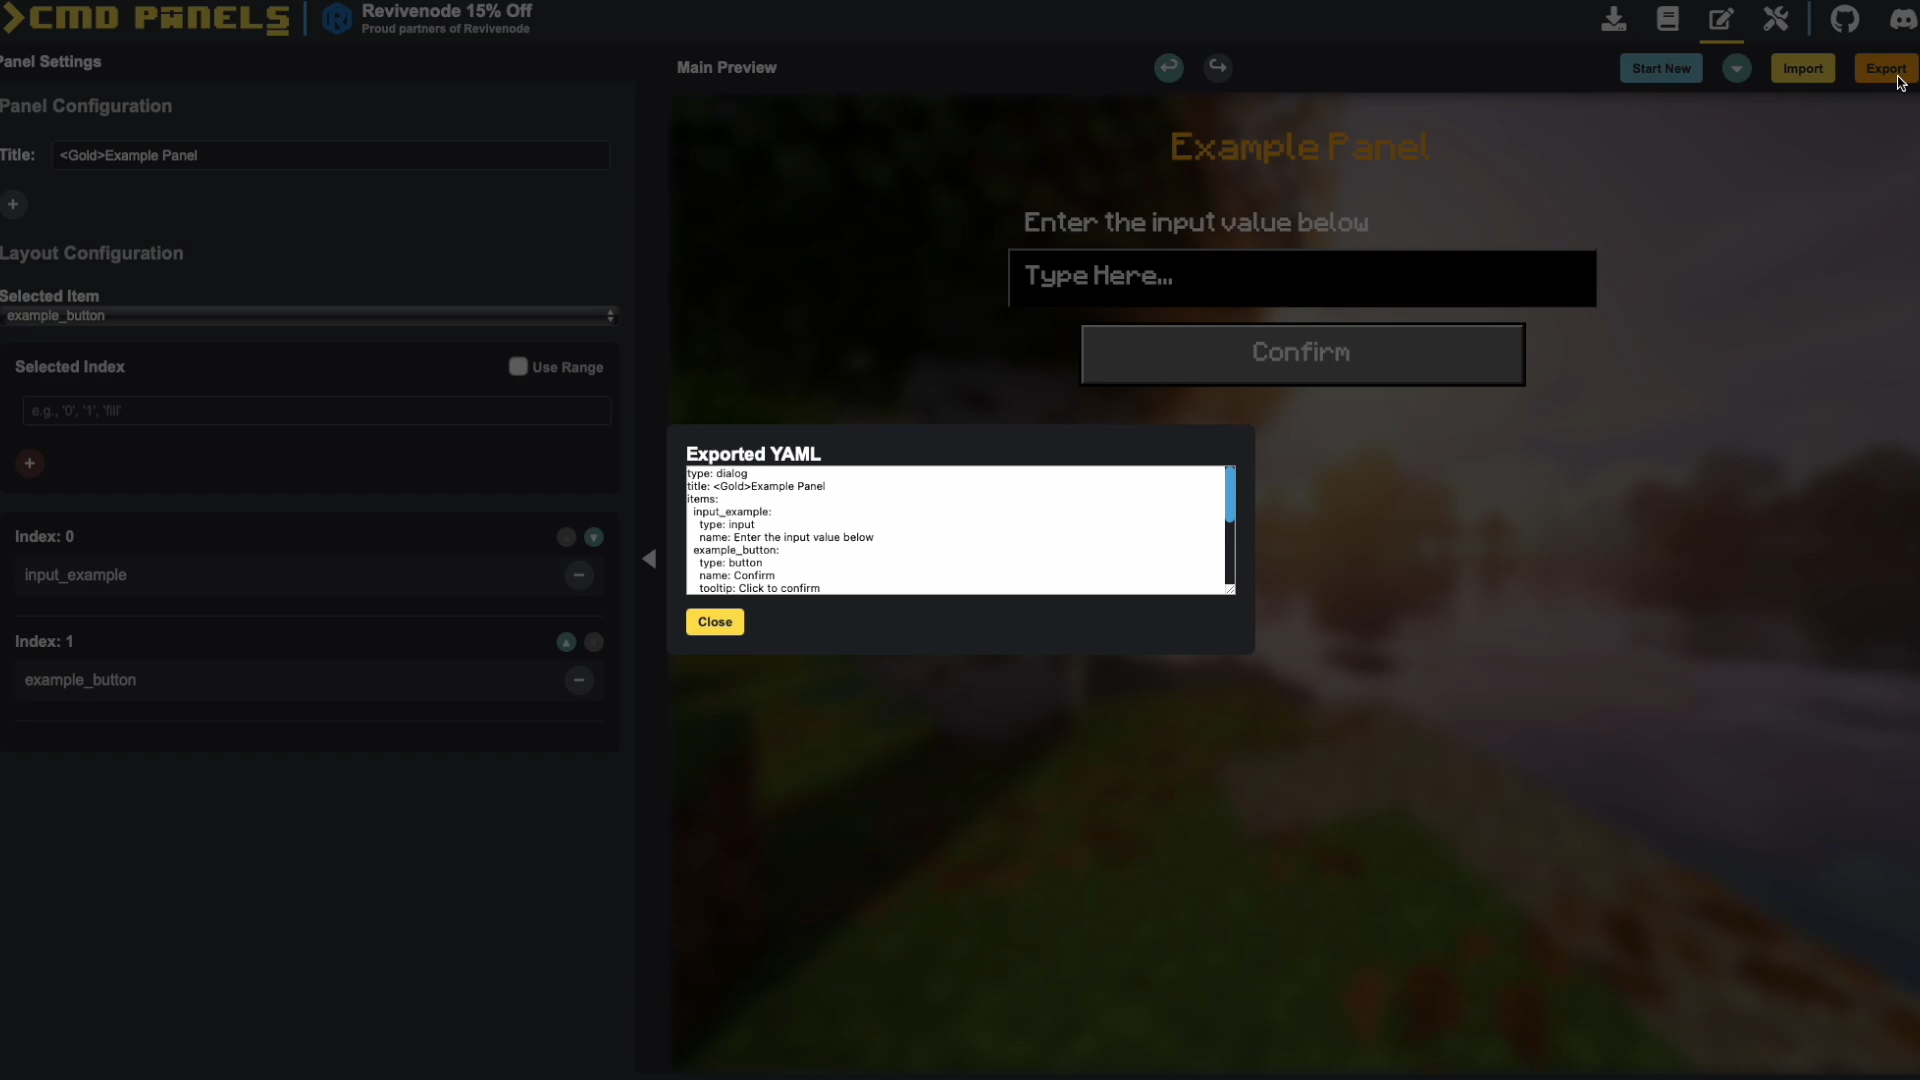 >CMD PANELS
Revivenode 15% Off
Proud partners of Revivenode
Panel Settings
Main Preview
Start New
Import
Export
Panel Configuration
Title:
<Gold>Example Panel
+
Layout Configuration
Selected Item
example_button
Selected Index
Use Range
e.g., '0', '1', 'fill'
+
Index: 0
input_example
Index: 1
example_button
Example Panel
Enter the input value below
Type Here...
Confirm
Exported YAML
type: dialog
title: <Gold>Example Panel
items:
input_example:
type: input
name: Enter the input value below
example_button:
type: button
name: Confirm
tooltip: Click to confirm
Close